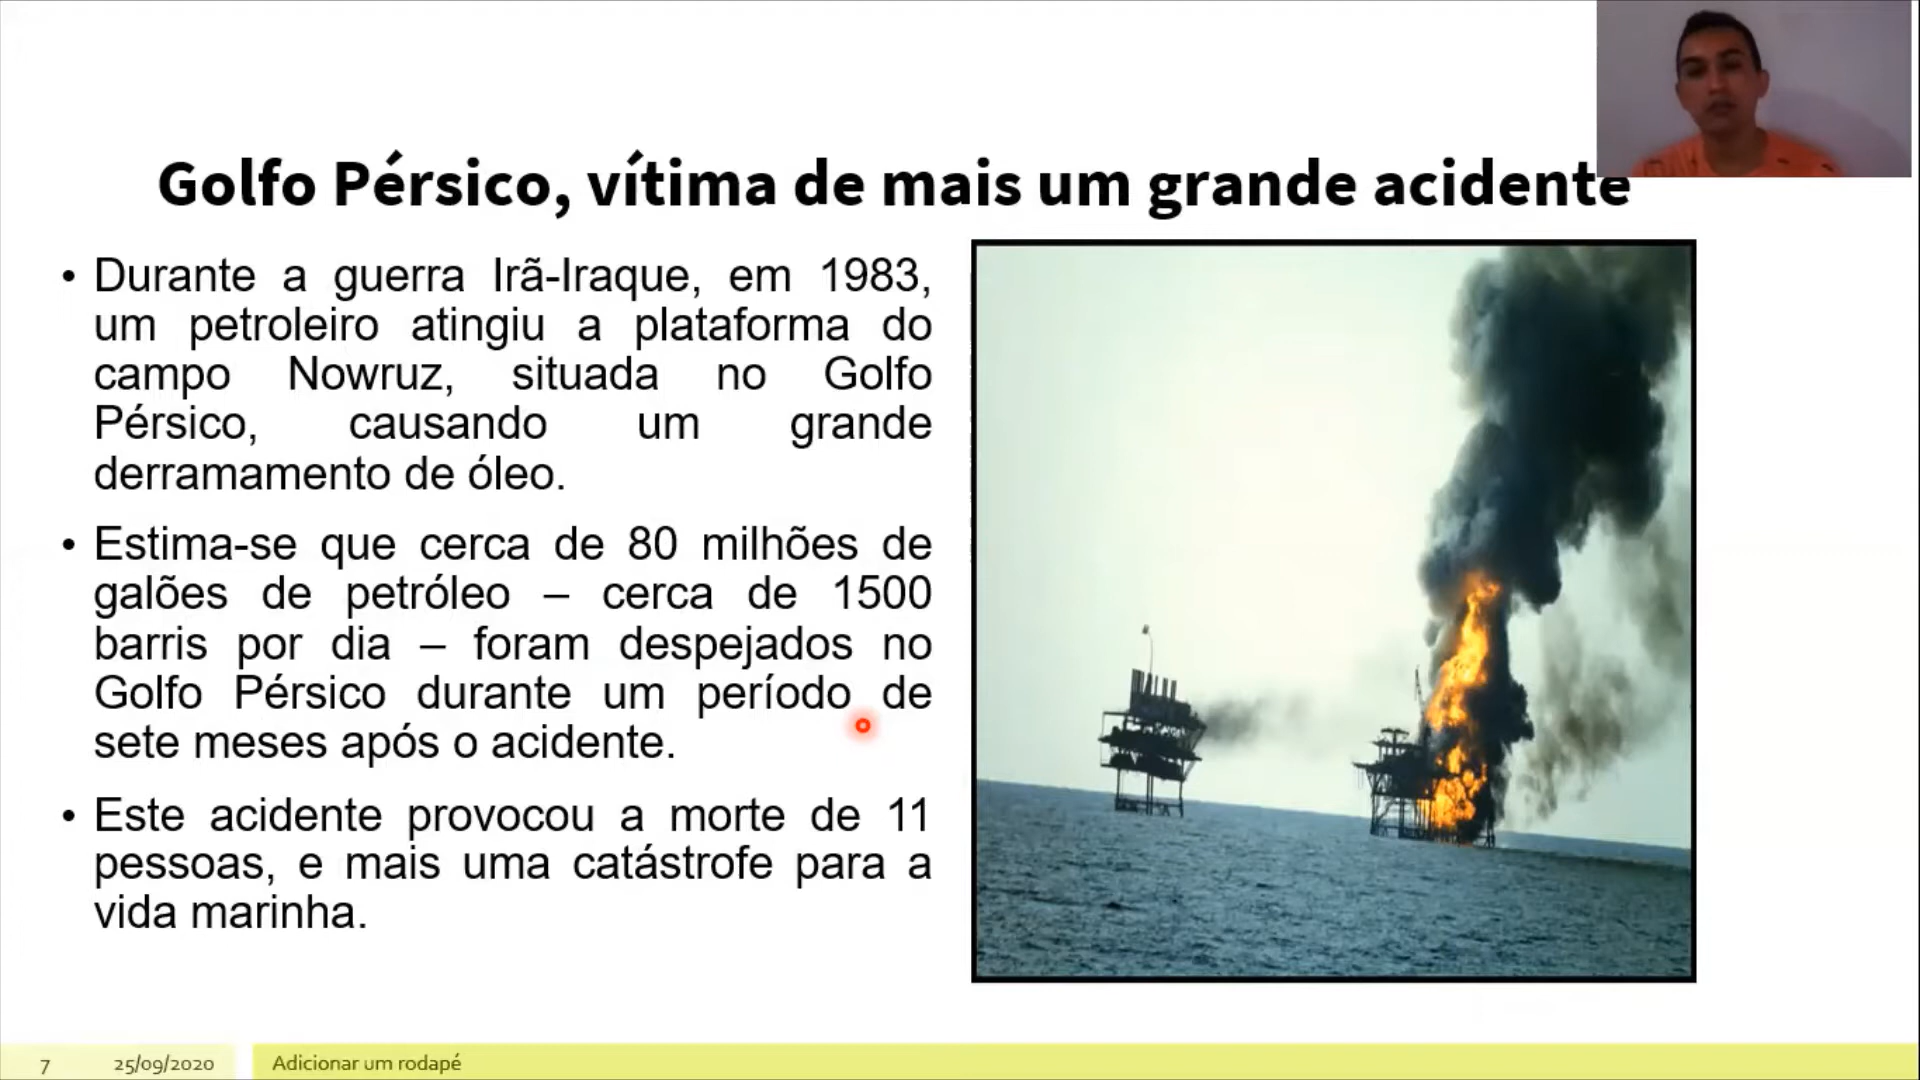 Golfo Pérsico, vítima de mais um grande acidente
• Durante a guerra Irã-Iraque, em 1983,
um petroleiro atingiu a plataforma do
campo Nowruz, situada no Golfo
Pérsico, causando um grande
derramamento de óleo.
• Estima-se que cerca de 80 milhões de
galões de petróleo – cerca de 1500
barris por dia – foram despejados no
Golfo Pérsico durante um período de
sete meses após o acidente.
• Este acidente provocou a morte de 11
pessoas, e mais uma catástrofe para a
vida marinha.
7 25/09/2020 Adicionar um rodapé